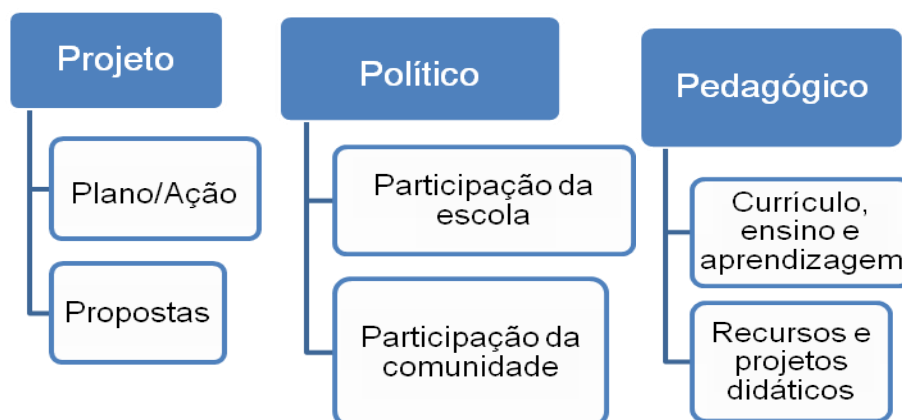 Projeto
Plano/Ação
Propostas
Político
Participação da
escola
Participação da
comunidade
Pedagógico
Currículo,
ensino e
aprendizagem
Recursos e
projetos
didáticos